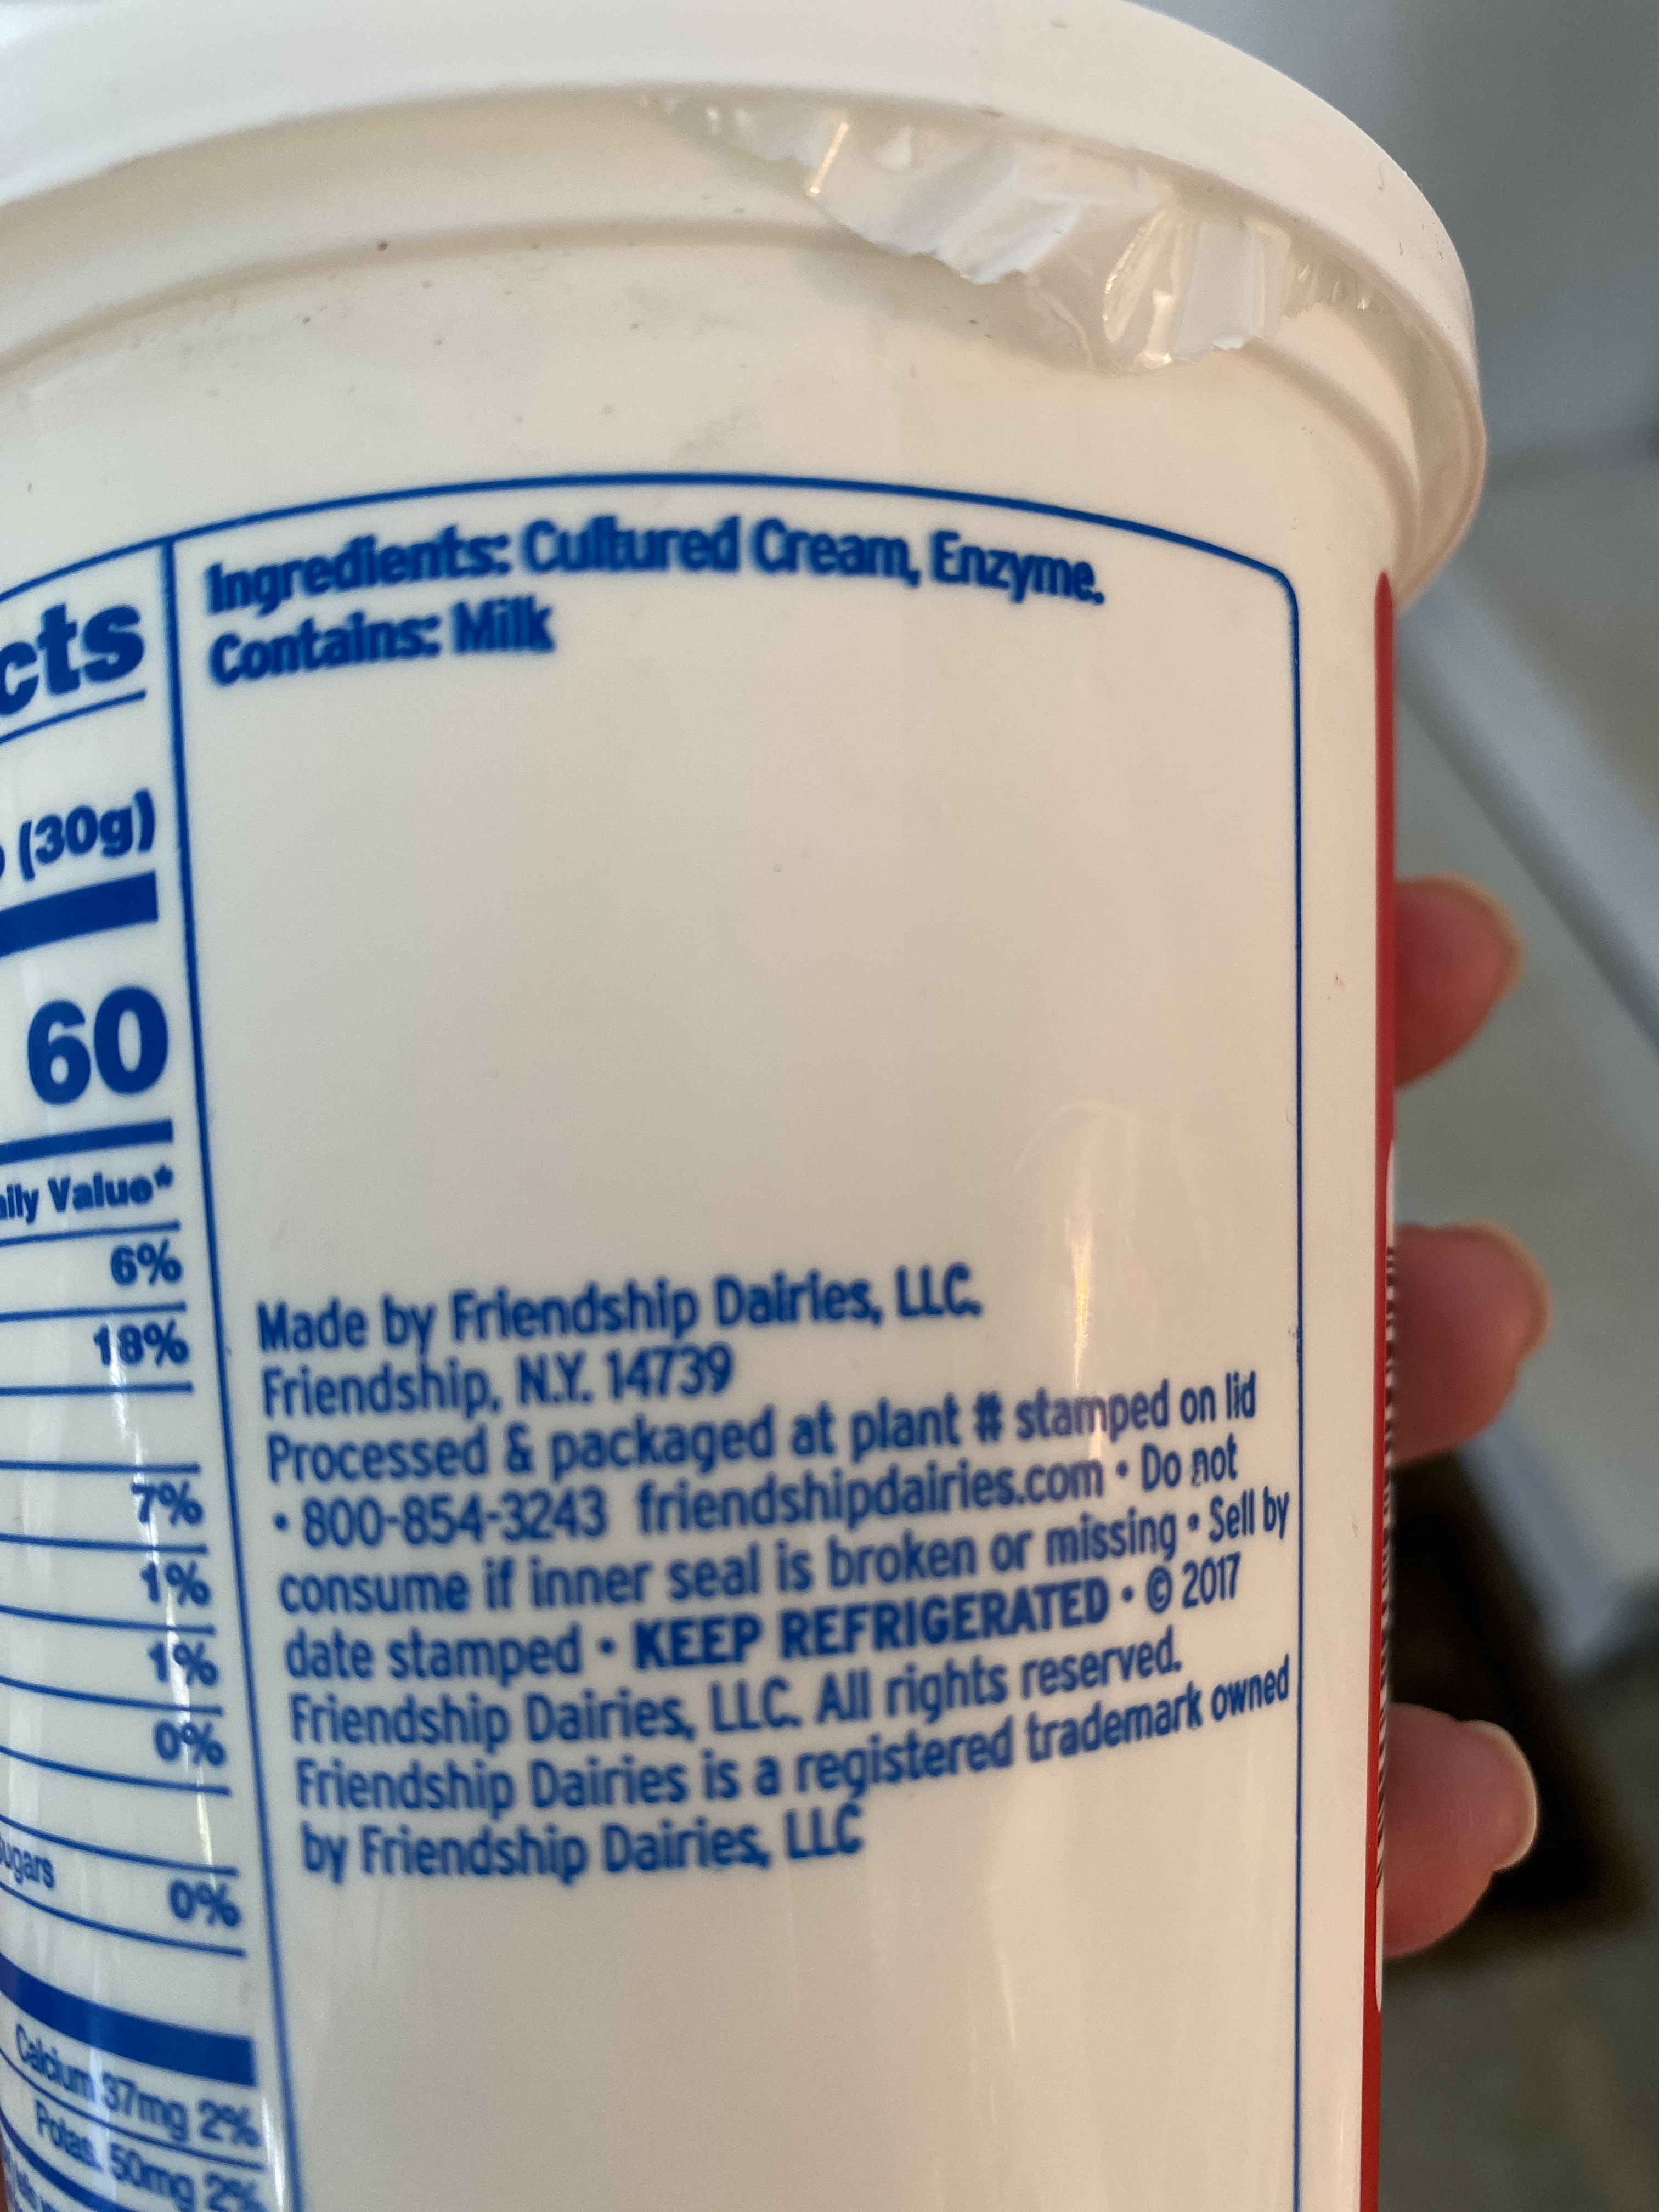 Ingredients: Cultured Cream, Enzyme.
Contains: Milk
cts
(30g)
60
aily Value*
6%
18%
7%
1%
1%
0%
ugars
0%
Calcium 37mg 2%
Potas. 50mg 2%
Made by Friendship Dairies, LLC.
Friendship, N.Y. 14739
Processed & packaged at plant # stamped on lid
• 800-854-3243 friendshipdairies.com • Do not
consume if inner seal is broken or missing • Sell by
date stamped • KEEP REFRIGERATED • © 2017
Friendship Dairies, LLC. All rights reserved.
Friendship Dairies is a registered trademark owned
by Friendship Dairies, LLC